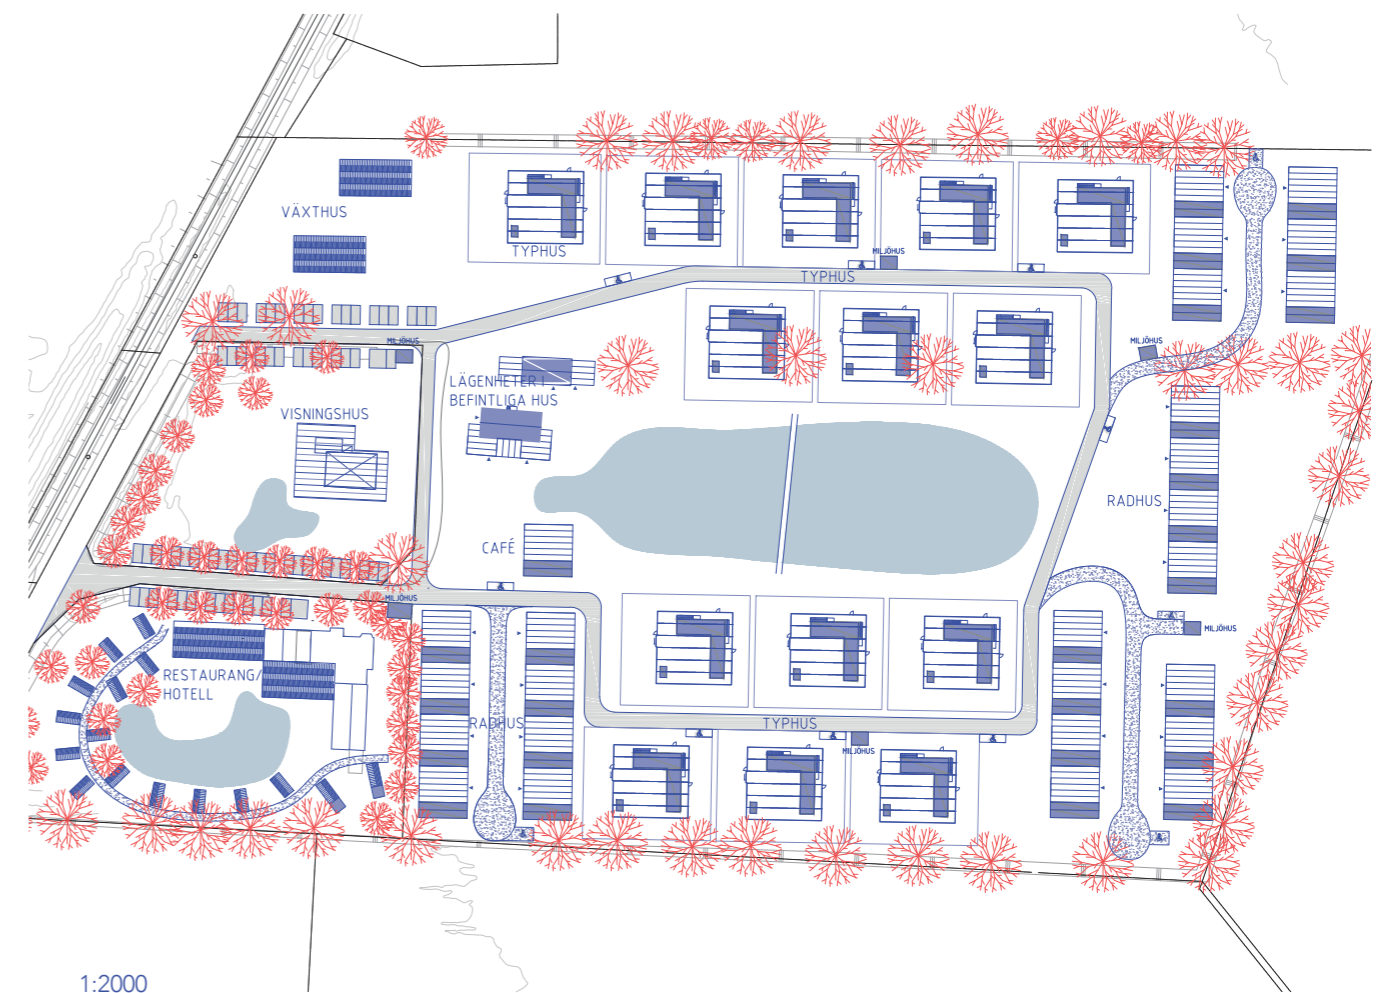 VÄXTHUS
TYPHUS
MILJÖHUS
TYPHUS
MILJÖHUS
MILJÖHUS
LÄGENHETER I
BEFINTLIGA HUS
VISNINGSHUS
RADHUS
CAFÉ
MILJÖHUS
MILJÖHUS
RESTAURANG/
HOTELL
RADHUS
TYPHUS
MILJÖHUS
1:2000